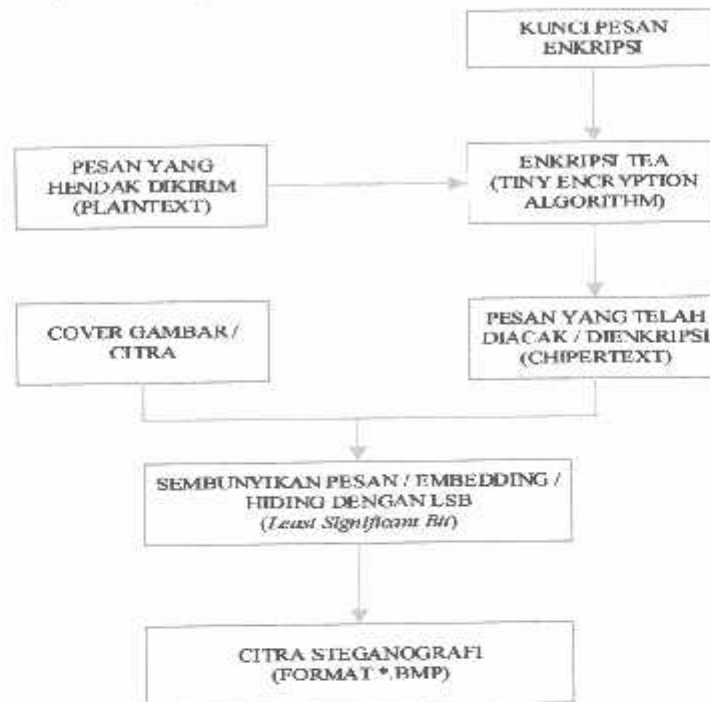 KUNCI PESAN
ENKRIPSI
PESAN YANG
HENDAK DIKIRIM
(PLAINTEXT)
ENKRIPSI TEA
(TINY ENCRYPTION
ALGORITHM)
COVER GAMBAR /
CITRA
PESAN YANG TELAH
DIACAK / DIENKRIPSI
(CHIPERTEXT)
SEMBUNYIKAN PESAN / EMBEDDING /
HIDING DENGAN LSB
(Least Significant Bit)
CITRA STEGANOGRAFI
(FORMAT *.BMP)